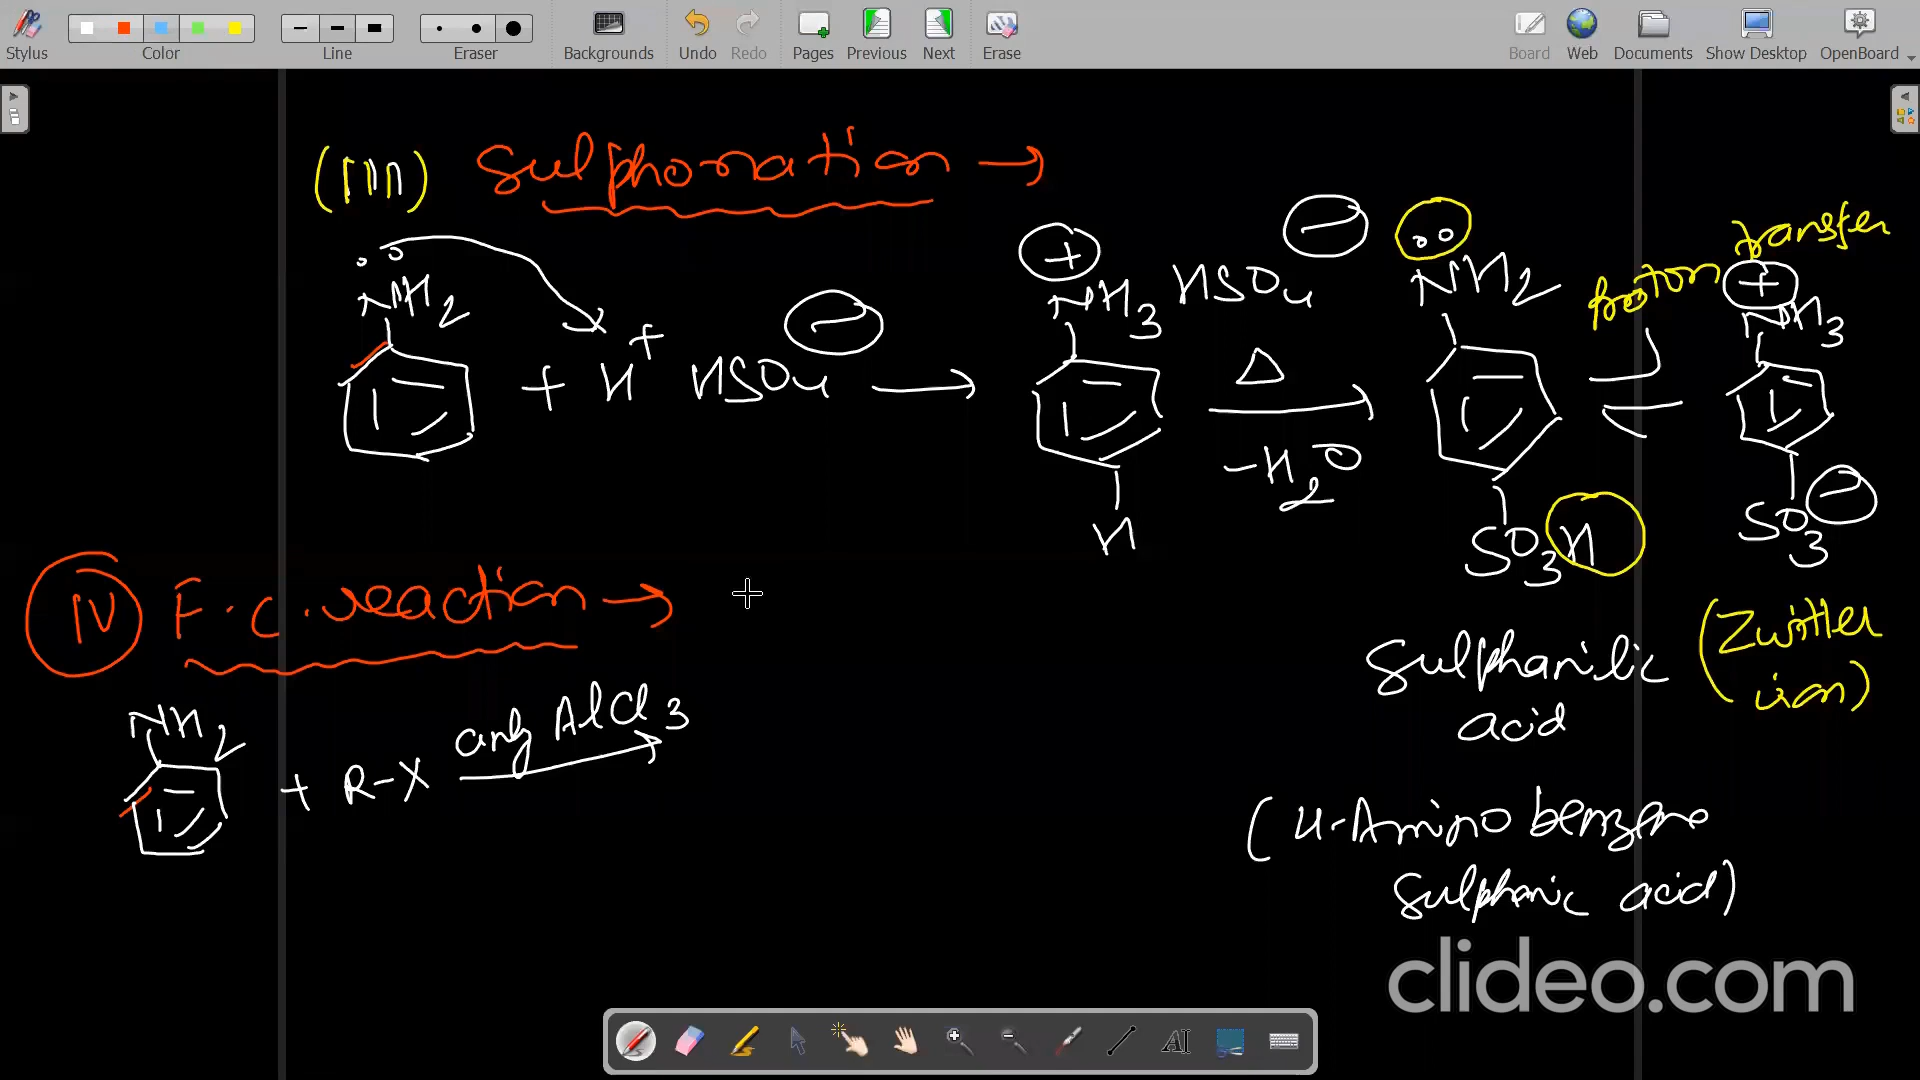 Stylus Color Line Eraser Backgrounds Undo Redo Pages Previous Next Erase Board Web Documents Show Desktop OpenBoard
(III) Sulphonation →
NH2 + H+ HSO4 − →
+ NH3 HSO4 −
H
Δ
-H2O
NH2
SO3H
proton transfer
+ NH3
SO3 −
Sulphanilic acid
(Zwitter ion)
(4-Amino benzene
sulphonic acid)
IV F.C. reaction →
NH2 + R-X anhy AlCl3
clideo.com
AI